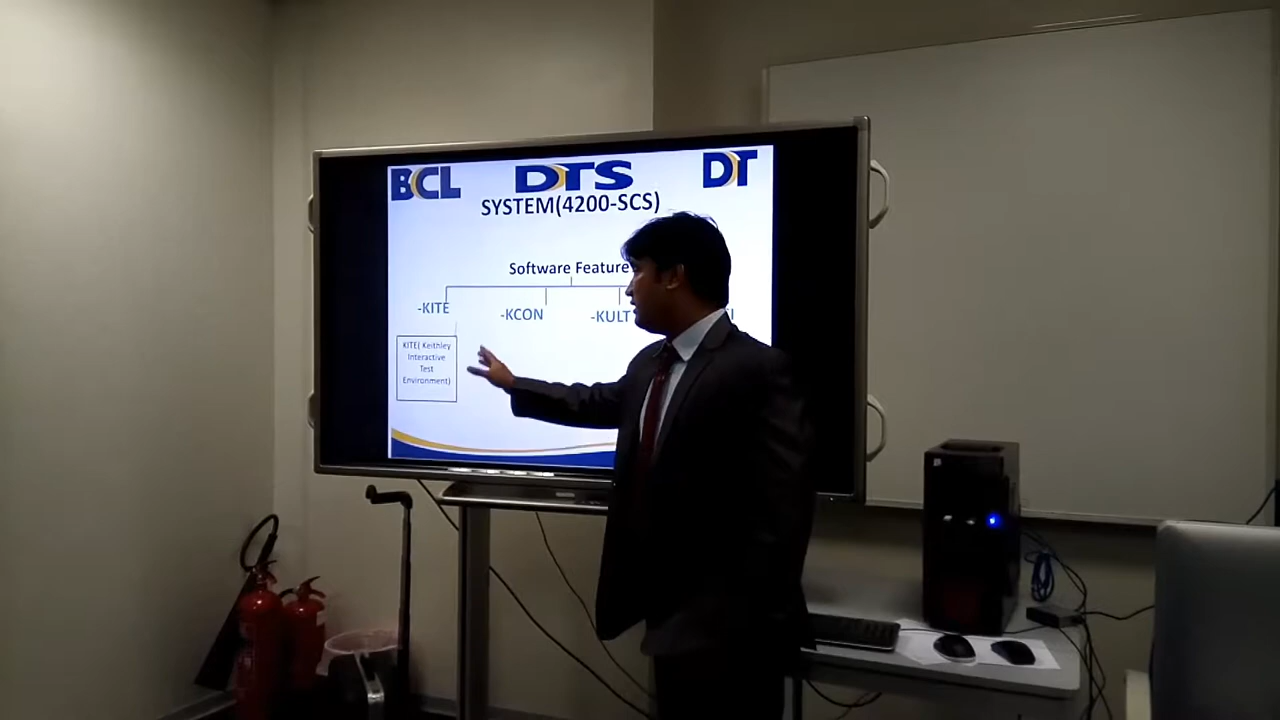 BCL DTS DT
SYSTEM(4200-SCS)
Software Feature
-KITE -KCON -KULT
KITE( Keithley
Interactive
Test
Environment)